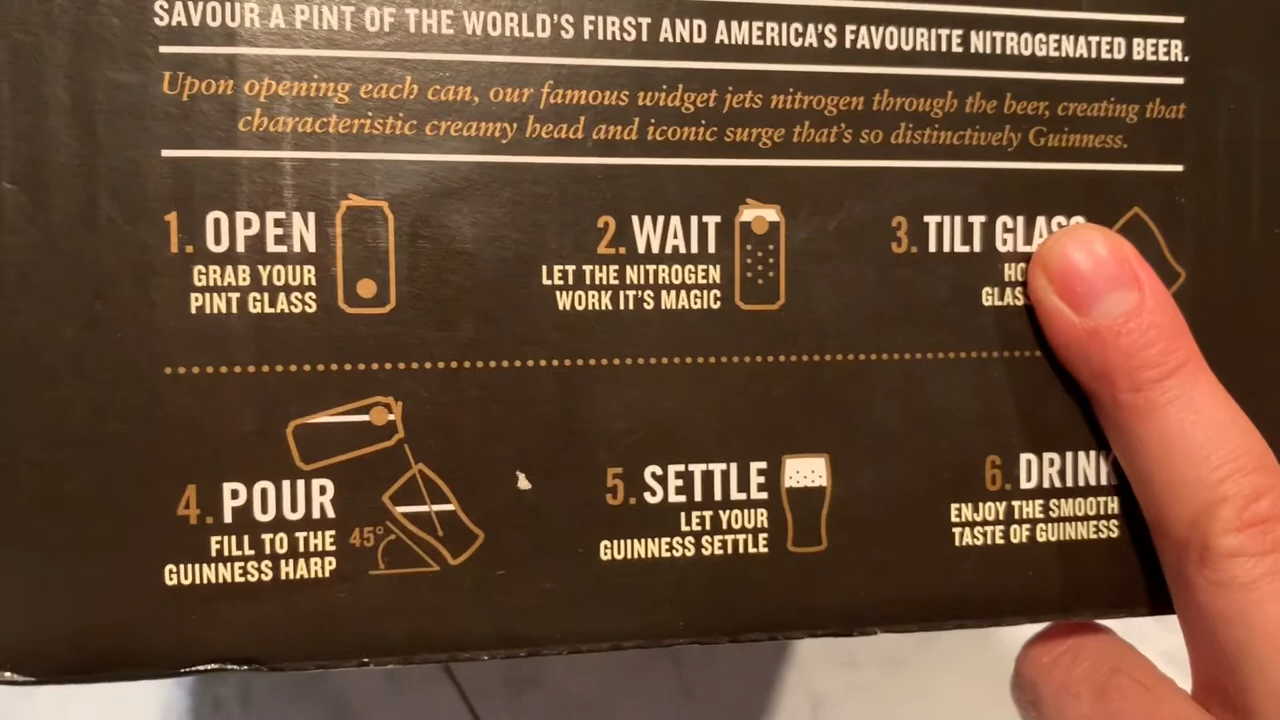 SAVOUR A PINT OF THE WORLD'S FIRST AND AMERICA'S FAVOURITE NITROGENATED BEER.
Upon opening each can, our famous widget jets nitrogen through the beer, creating that
characteristic creamy head and iconic surge that's so distinctively Guinness.
1. OPEN
GRAB YOUR
PINT GLASS
2. WAIT
LET THE NITROGEN
WORK IT'S MAGIC
3. TILT GLASS
4. POUR
FILL TO THE
GUINNESS HARP
45°
5. SETTLE
LET YOUR
GUINNESS SETTLE
6. DRINK
ENJOY THE SMOOTH
TASTE OF GUINNESS